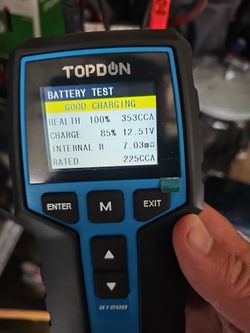 TOPDON
BATTERY TEST
GOOD CHARGING
HEALTH 100% 353CCA
CHARGE 85% 12.51V
INTERNAL R 7.03mΩ
RATED 225CCA
ENTER M EXIT
BT200